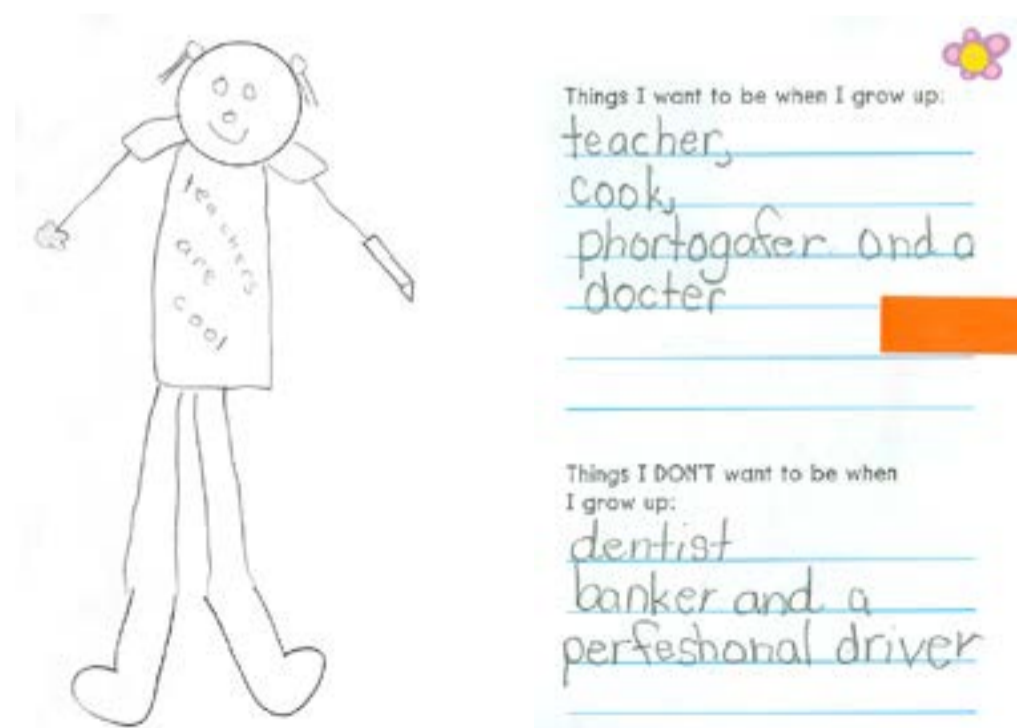 teachers
are
cool
Things I want to be when I grow up:
teacher,
cook,
phortogafer and a
docter
Things I DON'T want to be when
I grow up:
dentist
banker and a
perfeshonal driver